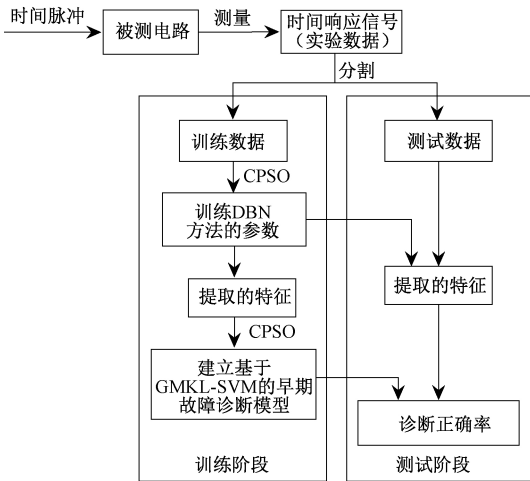 时间脉冲
被测电路
测量
时间响应信号
（实验数据）
分割
训练数据
测试数据
CPSO
训练DBN
方法的参数
提取的特征
提取的特征
CPSO
建立基于
GMKL-SVM的早期
故障诊断模型
诊断正确率
训练阶段
测试阶段